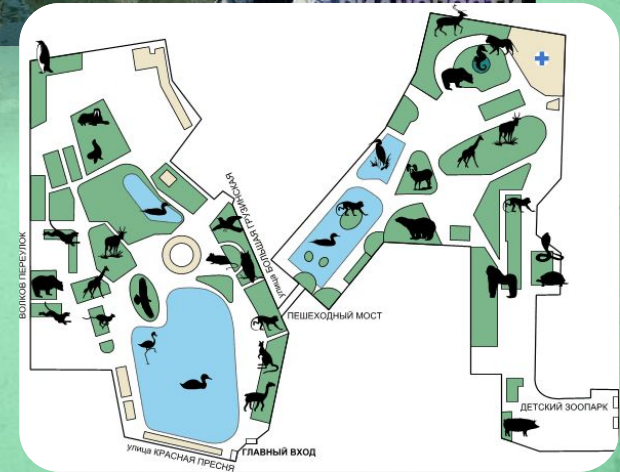 улица БОЛЬШАЯ ГРУЗИНСКАЯ
ВОЛКОВ ПЕРЕУЛОК
ПЕШЕХОДНЫЙ МОСТ
ДЕТСКИЙ ЗООПАРК
ГЛАВНЫЙ ВХОД
улица КРАСНАЯ ПРЕСНЯ